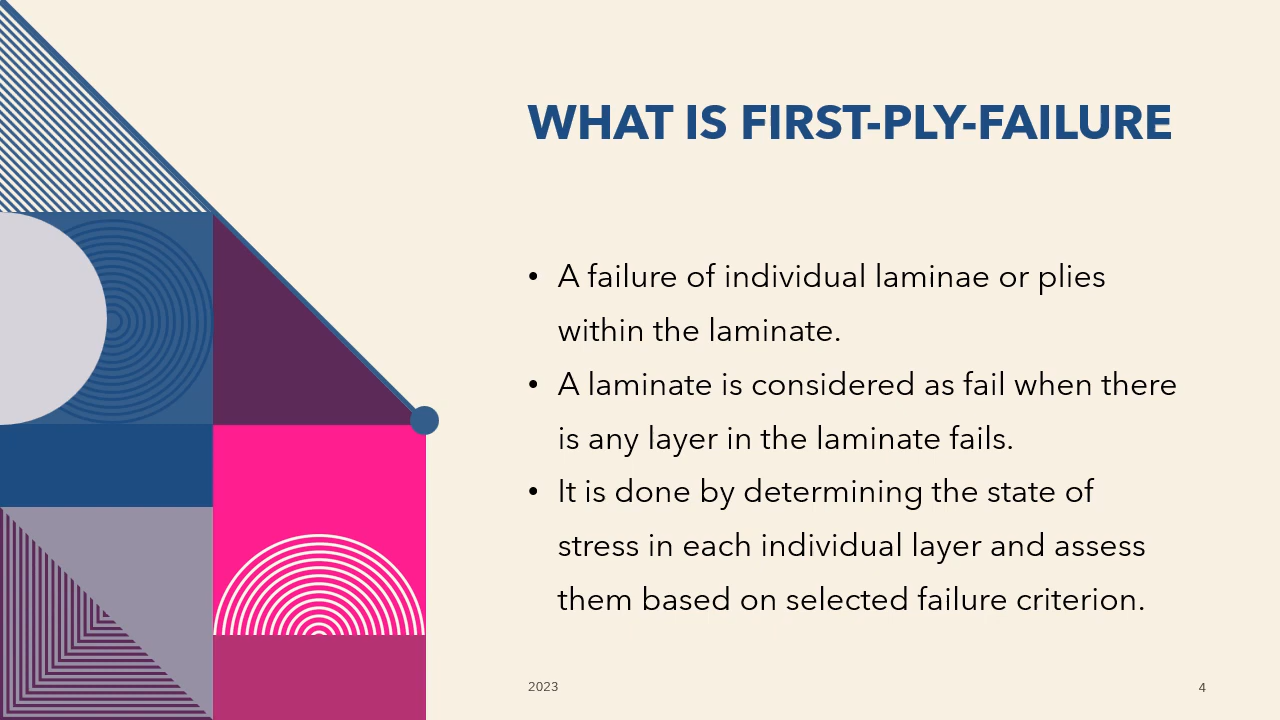 WHAT IS FIRST-PLY-FAILURE
• A failure of individual laminae or plies
within the laminate.
• A laminate is considered as fail when there
is any layer in the laminate fails.
• It is done by determining the state of
stress in each individual layer and assess
them based on selected failure criterion.
2023
4